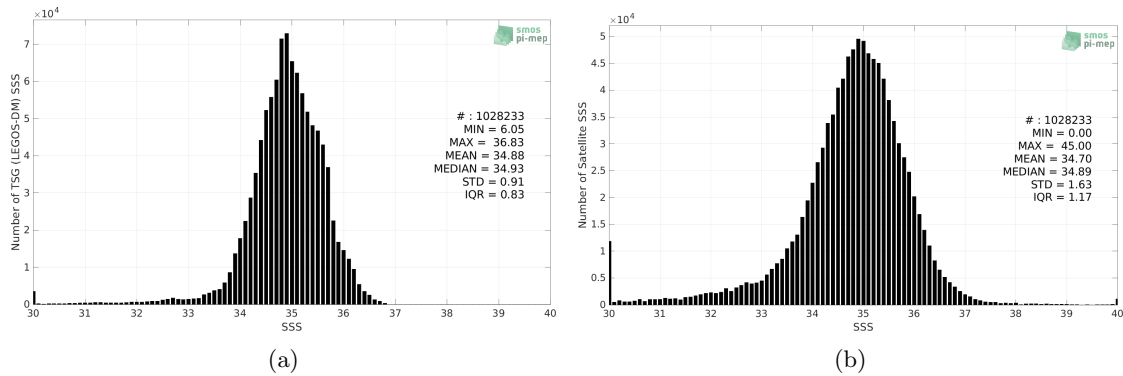 ×10⁴
7
6
5
4
3
2
1
0
Number of TSG (LEGOS-DM) SSS
30 31 32 33 34 35 36 37 38 39 40
SSS
smos
pi-mep
# : 1028233
MIN = 6.05
MAX = 36.83
MEAN = 34.88
MEDIAN = 34.93
STD = 0.91
IQR = 0.83
(a)
×10⁴
5
4.5
4
3.5
3
2.5
2
1.5
1
0.5
0
Number of Satellite SSS
30 31 32 33 34 35 36 37 38 39 40
SSS
smos
pi-mep
# : 1028233
MIN = 0.00
MAX = 45.00
MEAN = 34.70
MEDIAN = 34.89
STD = 1.63
IQR = 1.17
(b)